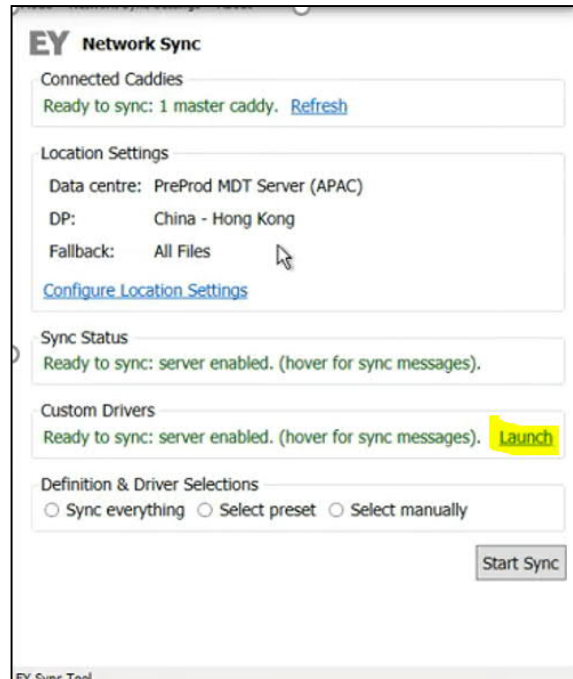 EY Network Sync
Connected Caddies
Ready to sync: 1 master caddy. Refresh
Location Settings
Data centre: PreProd MDT Server (APAC)
DP: China - Hong Kong
Fallback: All Files
Configure Location Settings
Sync Status
Ready to sync: server enabled. (hover for sync messages).
Custom Drivers
Ready to sync: server enabled. (hover for sync messages). Launch
Definition & Driver Selections
Sync everything Select preset Select manually
Start Sync
EY Sync Tool